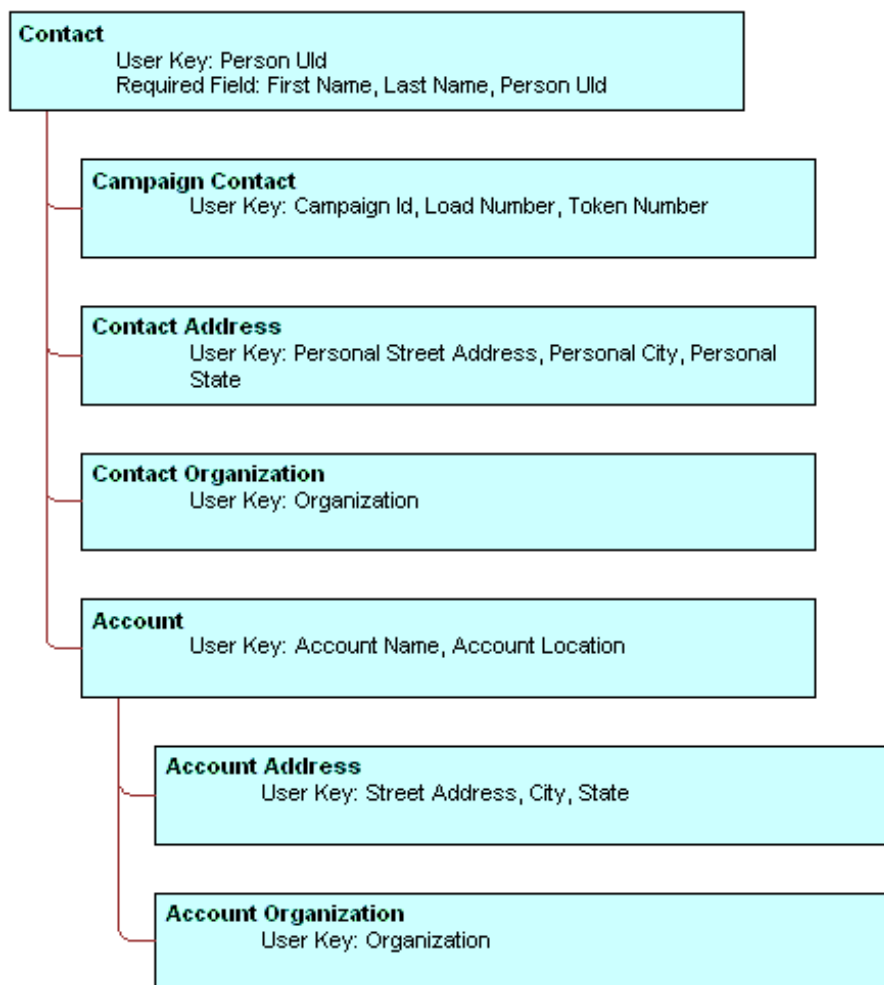 Contact
User Key: Person UId
Required Field: First Name, Last Name, Person UId
Campaign Contact
User Key: Campaign Id, Load Number, Token Number
Contact Address
User Key: Personal Street Address, Personal City, Personal
State
Contact Organization
User Key: Organization
Account
User Key: Account Name, Account Location
Account Address
User Key: Street Address, City, State
Account Organization
User Key: Organization